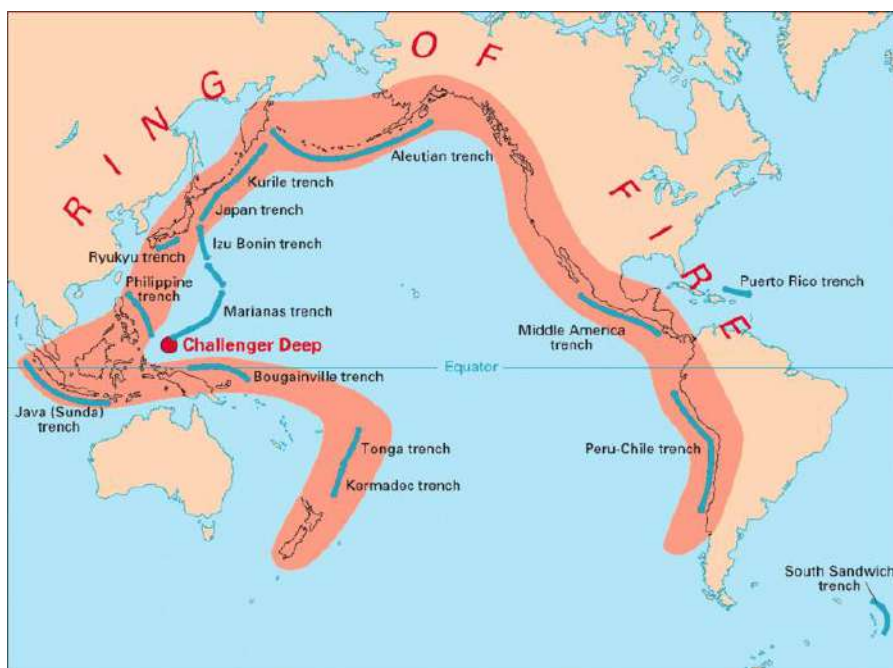 RING OF FIRE
Aleutian trench
Kurile trench
Japan trench
Izu Bonin trench
Ryukyu trench
Philippine
trench
Marianas trench
Challenger Deep
Bougainville trench
Java (Sunda)
trench
Tonga trench
Kermadec trench
Equator
Puerto Rico trench
Middle America
trench
Peru-Chile trench
South Sandwich
trench